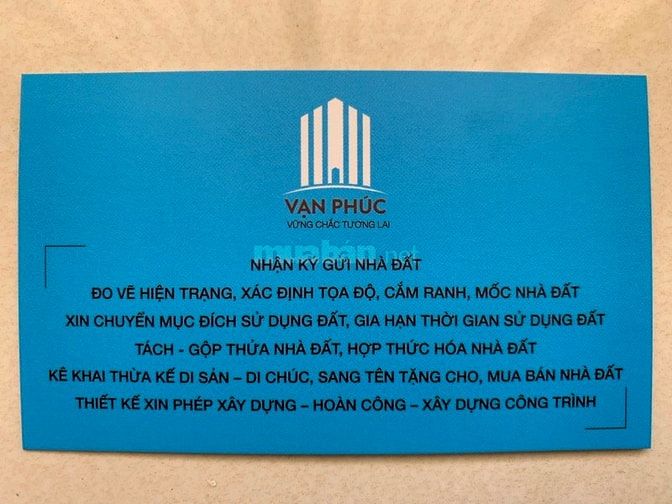 VẠN PHÚC
VỮNG CHẮC TƯƠNG LAI
muaban.net
NHẬN KÝ GỬI NHÀ ĐẤT
ĐO VẼ HIỆN TRẠNG, XÁC ĐỊNH TỌA ĐỘ, CẮM RANH, MỐC NHÀ ĐẤT
XIN CHUYỂN MỤC ĐÍCH SỬ DỤNG ĐẤT, GIA HẠN THỜI GIAN SỬ DỤNG ĐẤT
TÁCH - GỘP THỬA NHÀ ĐẤT, HỢP THỨC HÓA NHÀ ĐẤT
KÊ KHAI THỪA KẾ DI SẢN – DI CHÚC, SANG TÊN TẶNG CHO, MUA BÁN NHÀ ĐẤT
THIẾT KẾ XIN PHÉP XÂY DỰNG – HOÀN CÔNG – XÂY DỰNG CÔNG TRÌNH